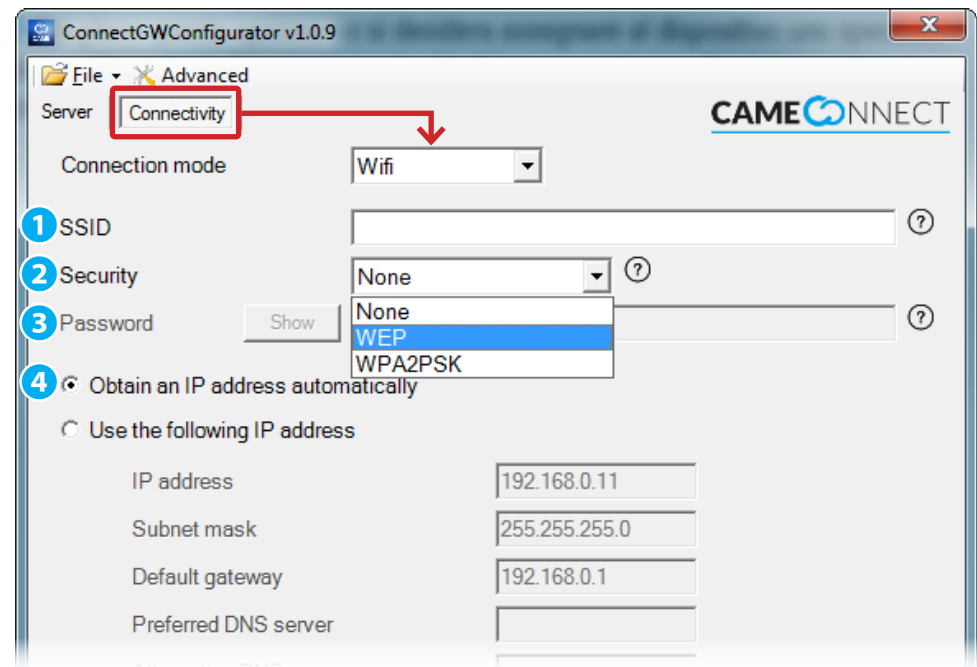 ConnectGWConfigurator v1.0.9
File Advanced
Server Connectivity
CAME CONNECT
Connection mode Wifi
1 SSID ?
2 Security None ?
3 Password Show ?
None
WEP
WPA2PSK
4 Obtain an IP address automatically
Use the following IP address
IP address 192.168.0.11
Subnet mask 255.255.255.0
Default gateway 192.168.0.1
Preferred DNS server